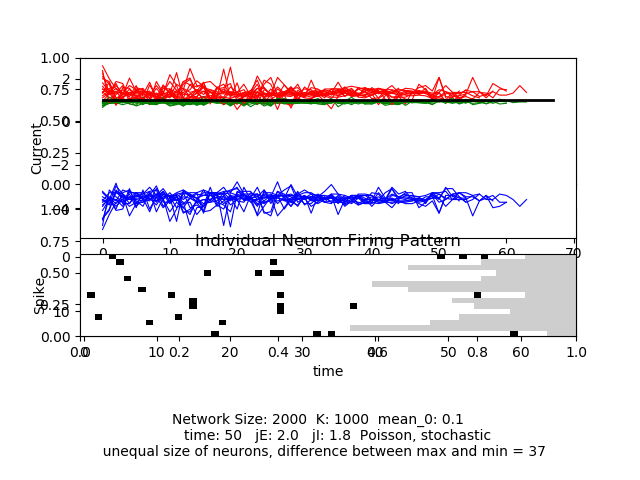 1.00
2
0.75
0.50
0
Current
0.25
−2
0.00
1.00
0.75
0 10 20 30 40 50 60 70
Individual Neuron Firing Pattern
0
0.50
Spike
0.25
10
0.00
0.0 10 0.2 20 0.4 30 40 0.6 50 0.8 60 1.0
time
Network Size: 2000 K: 1000 mean_0: 0.1
time: 50 jE: 2.0 jI: 1.8 Poisson, stochastic
unequal size of neurons, difference between max and min = 37